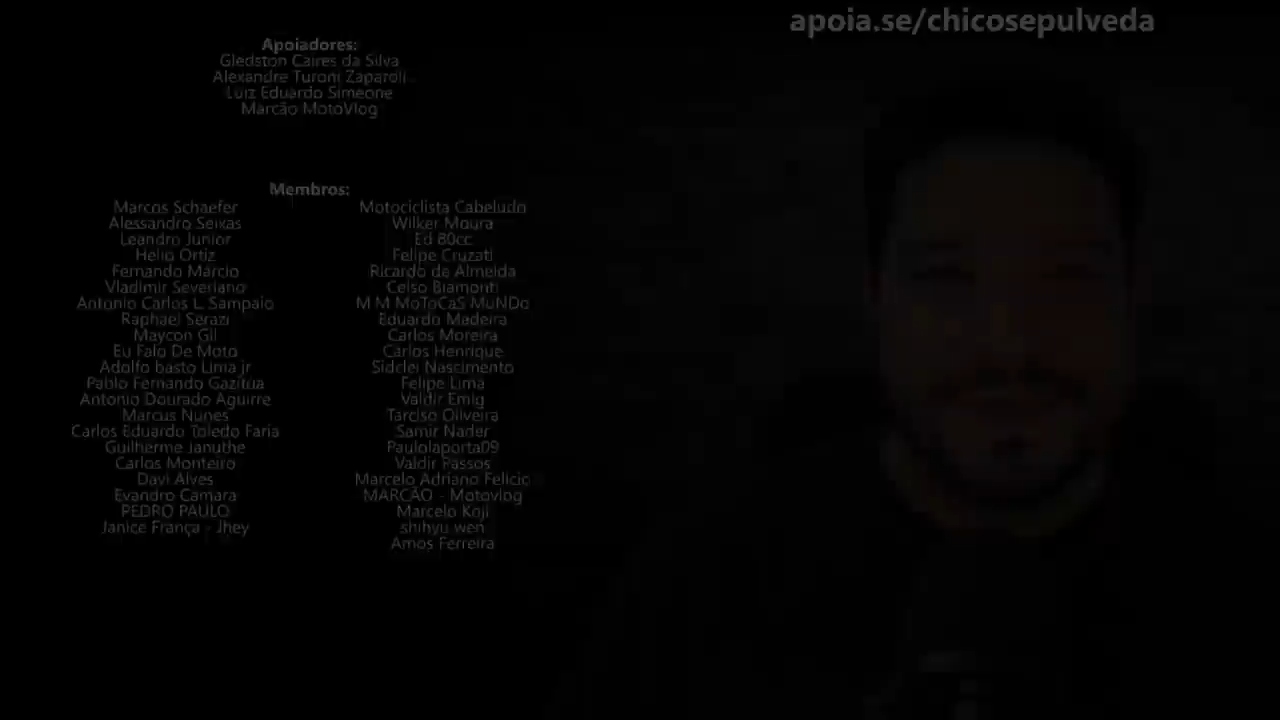 apoia.se/chicosepulveda
Apoiadores:
Gledston Caires da Silva
Alexandre Turoni Zaparoli
Luiz Eduardo Simeone
Marcão MotoVlog
Membros:
Marcos Schaefer
Alessandro Seixas
Leandro Junior
Helio Ortiz
Fernando Márcio
Vladimir Severiano
Antonio Carlos L. Sampaio
Raphael Serazi
Maycon Gil
Eu Falo De Moto
Adolfo basto Lima jr
Pablo Fernando Gazitua
Antonio Dourado Aguirre
Marcus Nunes
Carlos Eduardo Toledo Faria
Guilherme Januthe
Carlos Monteiro
Davi Alves
Evandro Camara
PEDRO PAULO
Janice França - Jhey
Motociclista Cabeludo
Wilker Moura
Ed 80cc
Felipe Cruzati
Ricardo de Almeida
Celso Biamonti
M M MoToCaS MuNDo
Eduardo Madeira
Carlos Moreira
Carlos Henrique
Sidclei Nascimento
Felipe Lima
Valdir Emig
Tarciso Oliveira
Samir Nader
Paulolaporta09
Valdir Passos
Marcelo Adriano Felicio
MARCÃO - Motovlog
Marcelo Koji
shihyu wen
Amos Ferreira